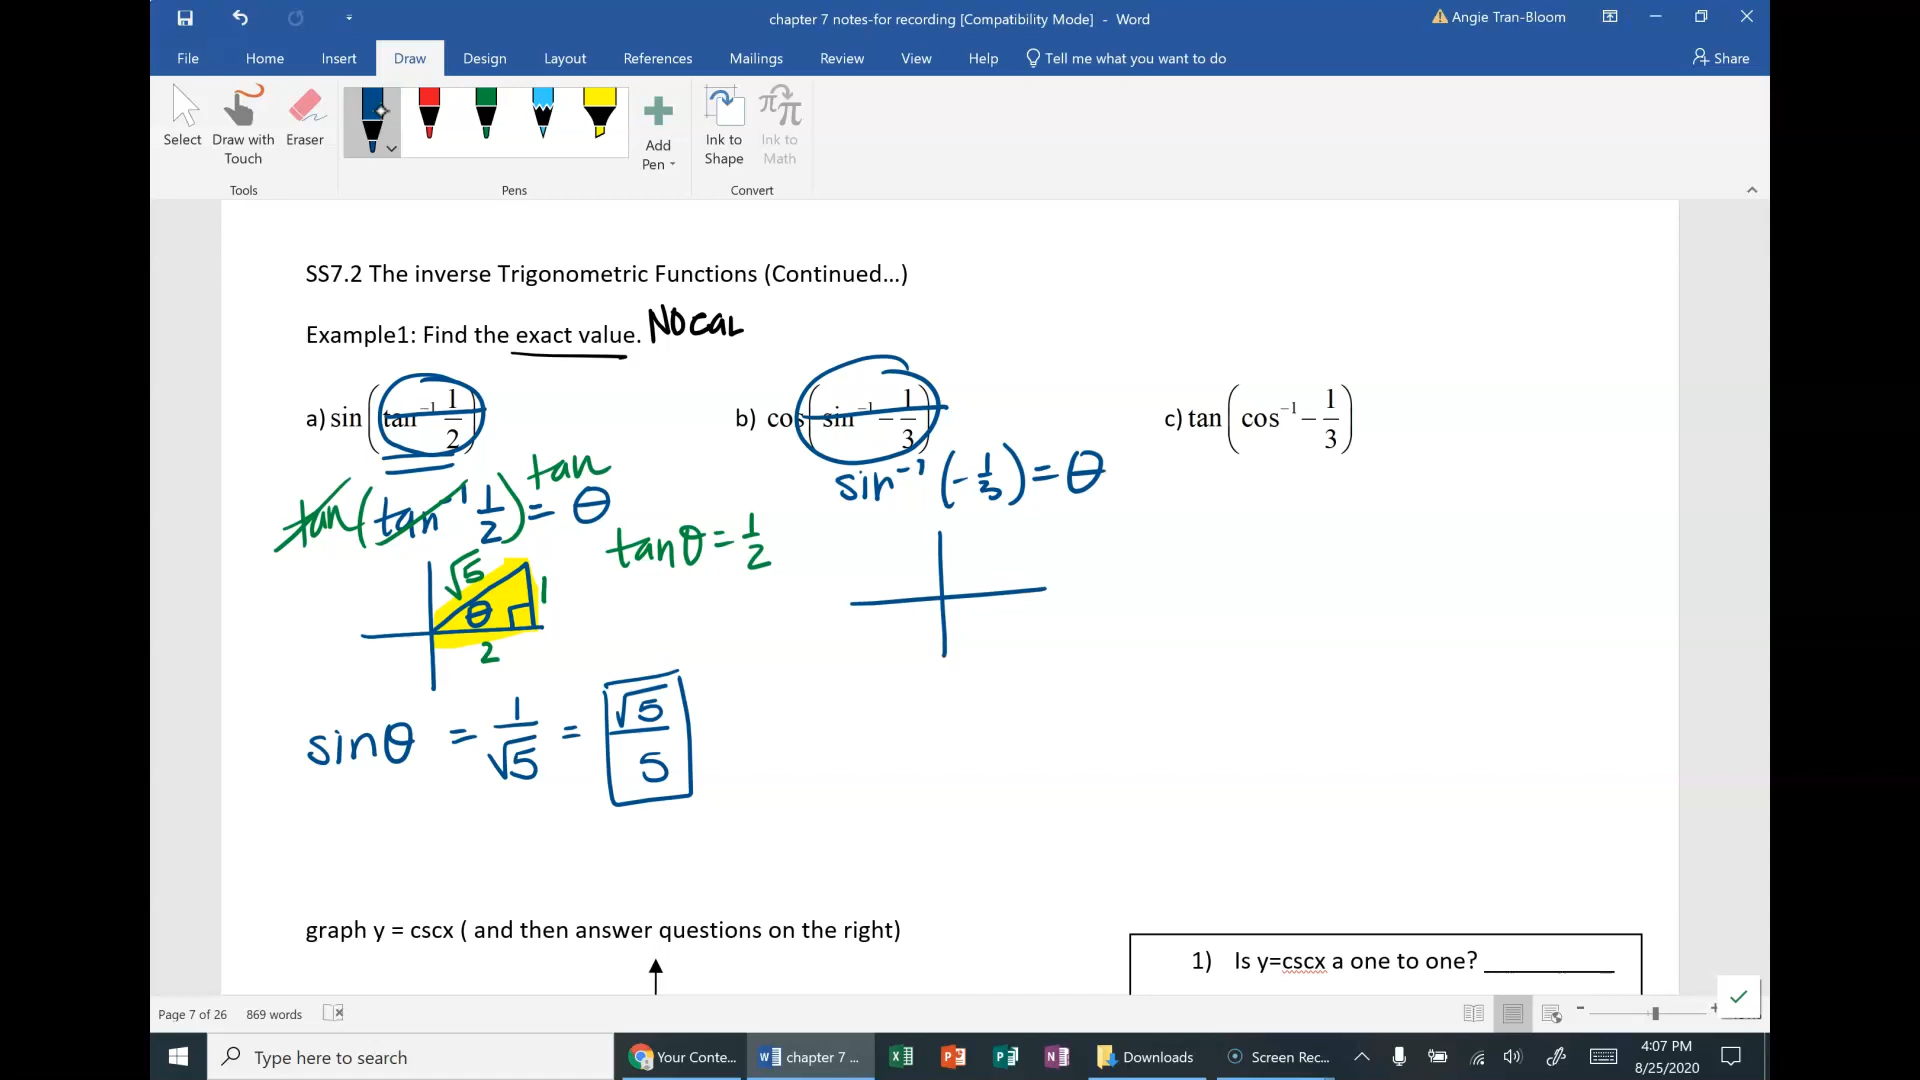 chapter 7 notes-for recording [Compatibility Mode] - Word
Angie Tran-Bloom
File Home Insert Draw Design Layout References Mailings Review View Help Tell me what you want to do Share
Select
Draw with Touch
Eraser
Add Pen
Ink to Shape
Ink to Math
Tools Pens Convert
SS7.2 The inverse Trigonometric Functions (Continued...)
Example1: Find the exact value. NO CAL
a) sin(tan⁻¹ 1/2)
b) cos(sin⁻¹ −1/3)
c) tan(cos⁻¹ −1/3)
tan(tan⁻¹ 1/2) = θ
tan
tanθ = 1/2
sin⁻¹(-1/3) = θ
√5
θ
1
2
sinθ = 1/√5 = √5/5
graph y = cscx ( and then answer questions on the right)
1) Is y=cscx a one to one? __________
Page 7 of 26 869 words
Type here to search
Your Conte...
chapter 7 ...
Downloads
Screen Rec...
4:07 PM
8/25/2020